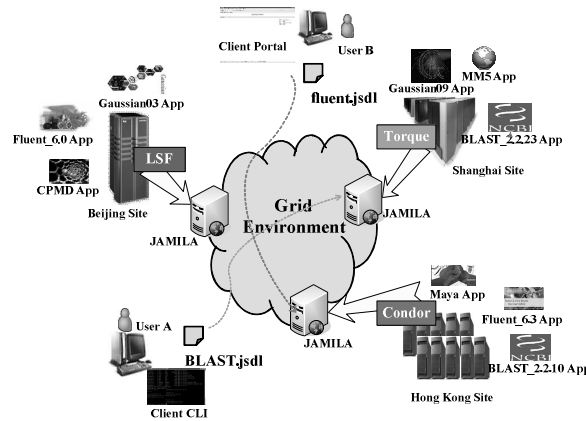 Client Portal
User B
fluent.jsdl
Gaussian03 App
Fluent_6.0 App
CPMD App
LSF
Beijing Site
JAMILA
Gaussian09 App
MM5 App
NCBI
BLAST_2.2.23 App
Torque
Shanghai Site
JAMILA
Grid
Environment
Maya App
Fluent_6.3 App
NCBI
BLAST_2.2.10 App
Condor
JAMILA
Hong Kong Site
User A
BLAST.jsdl
Client CLI